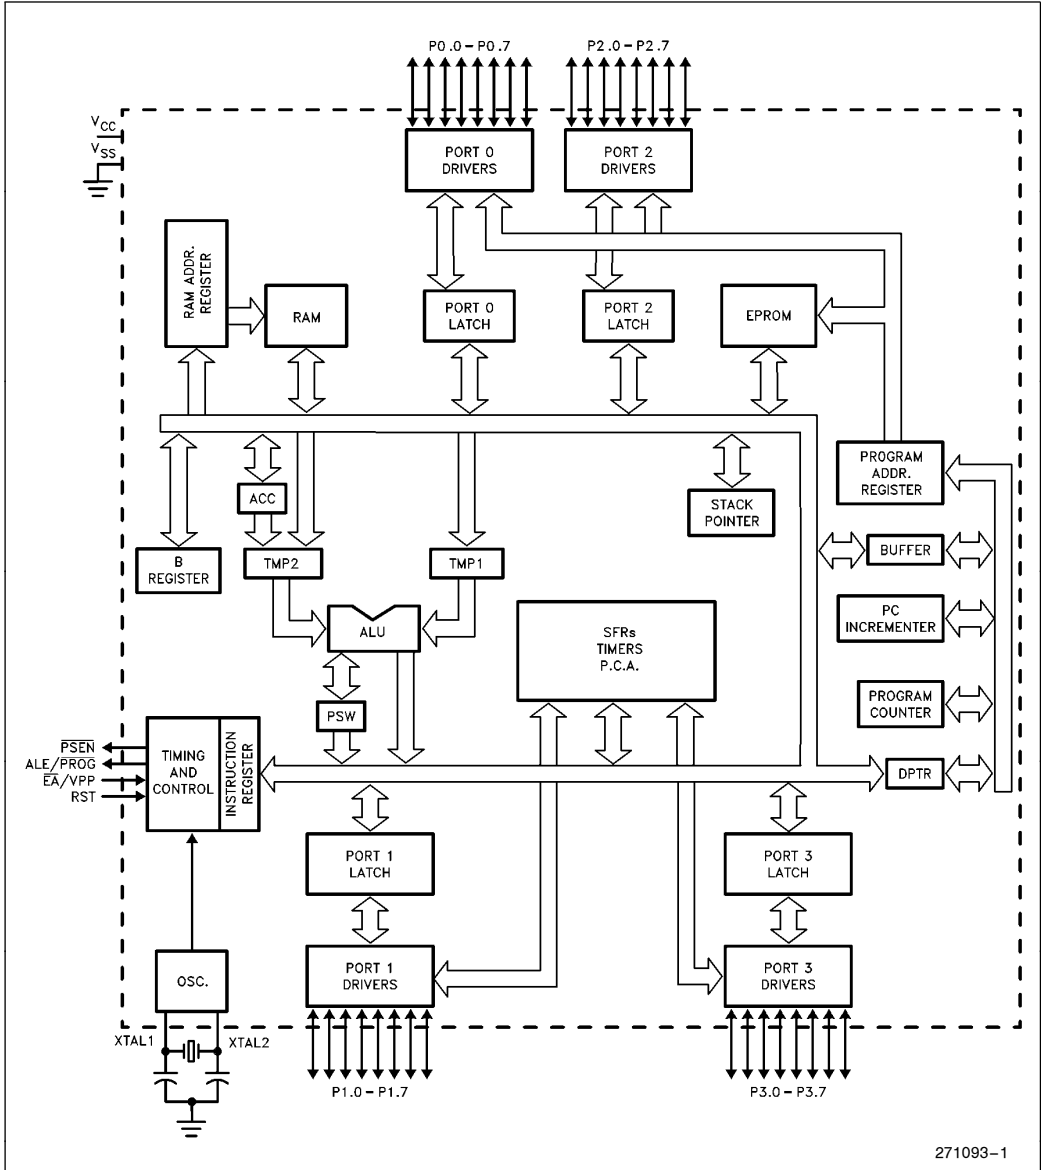 P0.0 – P0.7
P2.0 – P2.7
VCC
VSS
PORT 0
DRIVERS
PORT 2
DRIVERS
RAM ADDR.
REGISTER
RAM
PORT 0
LATCH
PORT 2
LATCH
EPROM
PROGRAM
ADDR.
REGISTER
ACC
STACK
POINTER
B
REGISTER
TMP2
TMP1
BUFFER
ALU
SFRs
TIMERS
P.C.A.
PC
INCREMENTER
PSW
PROGRAM
COUNTER
PSEN
ALE/PROG
EA/VPP
RST
TIMING
AND
CONTROL
INSTRUCTION
REGISTER
DPTR
PORT 1
LATCH
PORT 3
LATCH
OSC.
PORT 1
DRIVERS
PORT 3
DRIVERS
XTAL1
XTAL2
P1.0 – P1.7
P3.0 – P3.7
271093–1